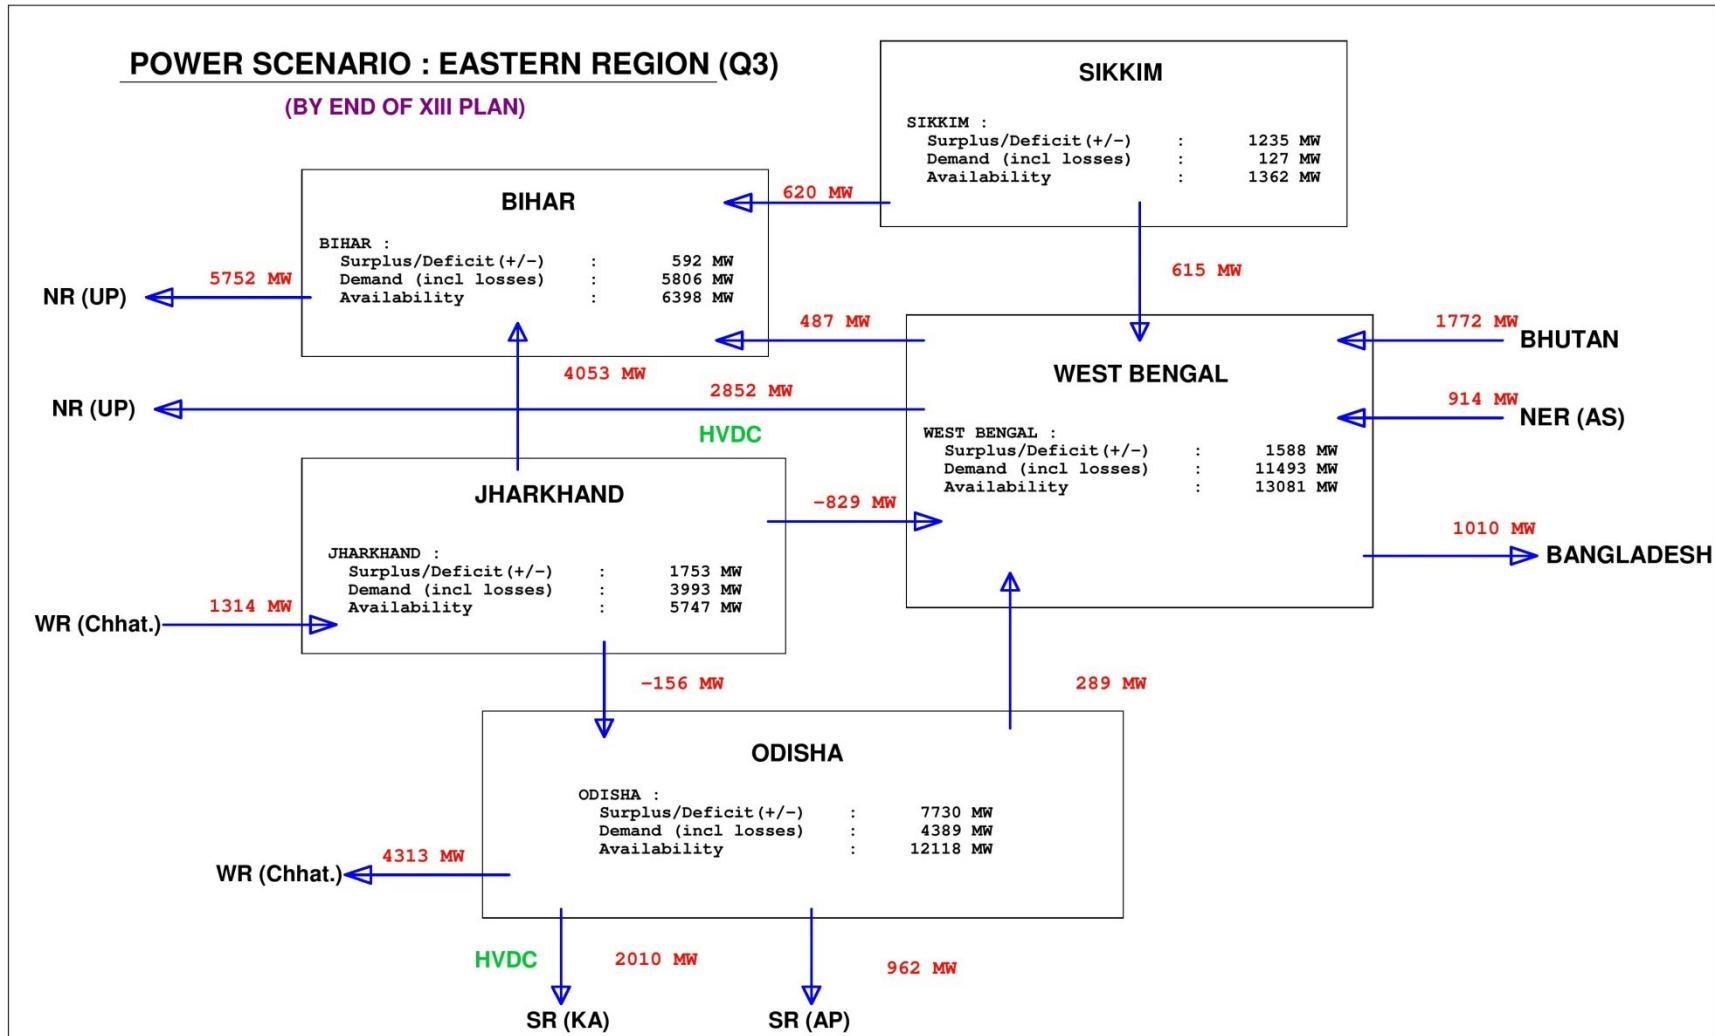 POWER SCENARIO : EASTERN REGION (Q3)
(BY END OF XIII PLAN)
SIKKIM
SIKKIM :
Surplus/Deficit(+/-) : 1235 MW
Demand (incl losses) : 127 MW
Availability : 1362 MW
620 MW
615 MW
BIHAR
BIHAR :
Surplus/Deficit(+/-) : 592 MW
Demand (incl losses) : 5806 MW
Availability : 6398 MW
5752 MW
NR (UP)
487 MW
4053 MW
2852 MW
NR (UP)
HVDC
WEST BENGAL
WEST BENGAL :
Surplus/Deficit(+/-) : 1588 MW
Demand (incl losses) : 11493 MW
Availability : 13081 MW
1772 MW
BHUTAN
914 MW
NER (AS)
1010 MW
BANGLADESH
JHARKHAND
JHARKHAND :
Surplus/Deficit(+/-) : 1753 MW
Demand (incl losses) : 3993 MW
Availability : 5747 MW
-829 MW
1314 MW
WR (Chhat.)
-156 MW
289 MW
ODISHA
ODISHA :
Surplus/Deficit(+/-) : 7730 MW
Demand (incl losses) : 4389 MW
Availability : 12118 MW
4313 MW
WR (Chhat.)
HVDC
2010 MW
962 MW
SR (KA)
SR (AP)